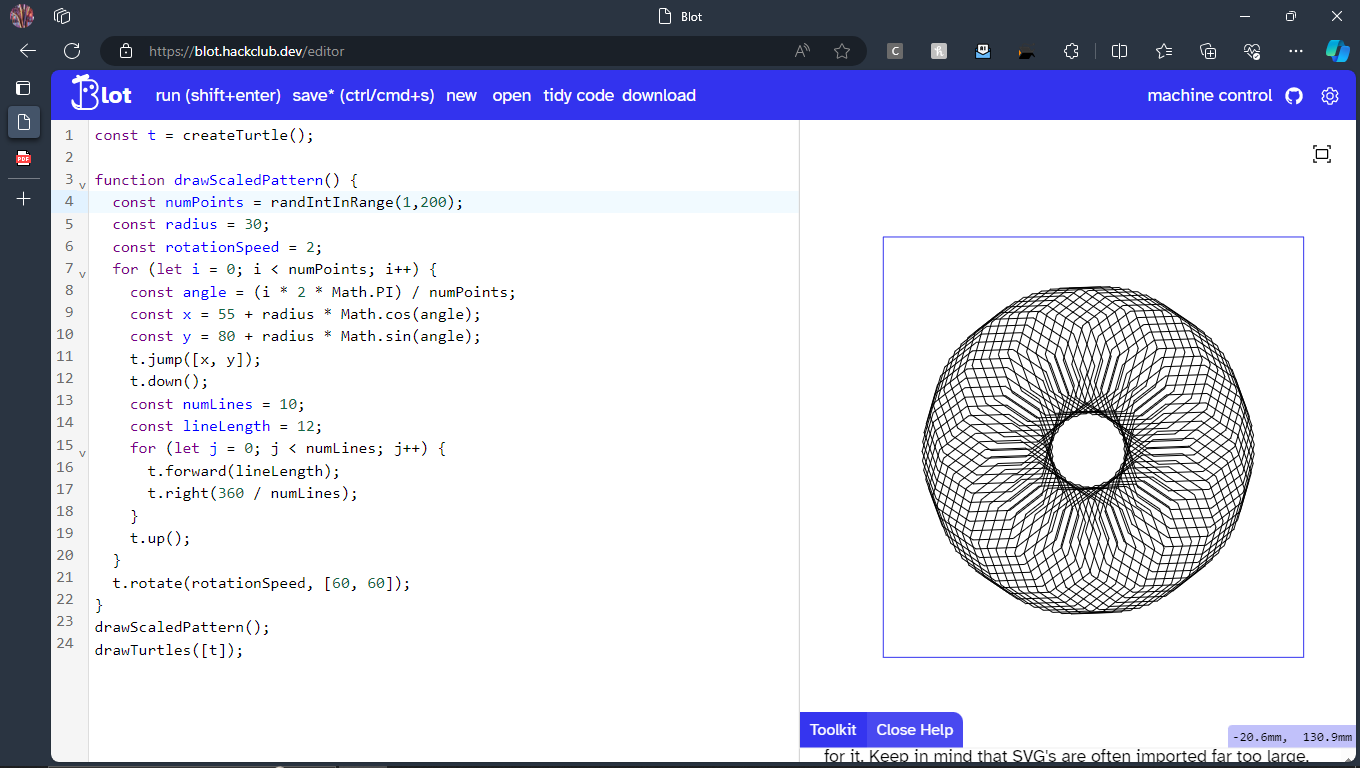 Blot
https://blot.hackclub.dev/editor
Blot run (shift+enter) save* (ctrl/cmd+s) new open tidy code download machine control
1 const t = createTurtle();
2
3 function drawScaledPattern() {
4 const numPoints = randIntInRange(1,200);
5 const radius = 30;
6 const rotationSpeed = 2;
7 for (let i = 0; i < numPoints; i++) {
8 const angle = (i * 2 * Math.PI) / numPoints;
9 const x = 55 + radius * Math.cos(angle);
10 const y = 80 + radius * Math.sin(angle);
11 t.jump([x, y]);
12 t.down();
13 const numLines = 10;
14 const lineLength = 12;
15 for (let j = 0; j < numLines; j++) {
16 t.forward(lineLength);
17 t.right(360 / numLines);
18 }
19 t.up();
20 }
21 t.rotate(rotationSpeed, [60, 60]);
22 }
23 drawScaledPattern();
24 drawTurtles([t]);
Toolkit Close Help
-20.6mm, 130.9mm
for it. Keep in mind that SVG's are often imported far too large.
PDF
C